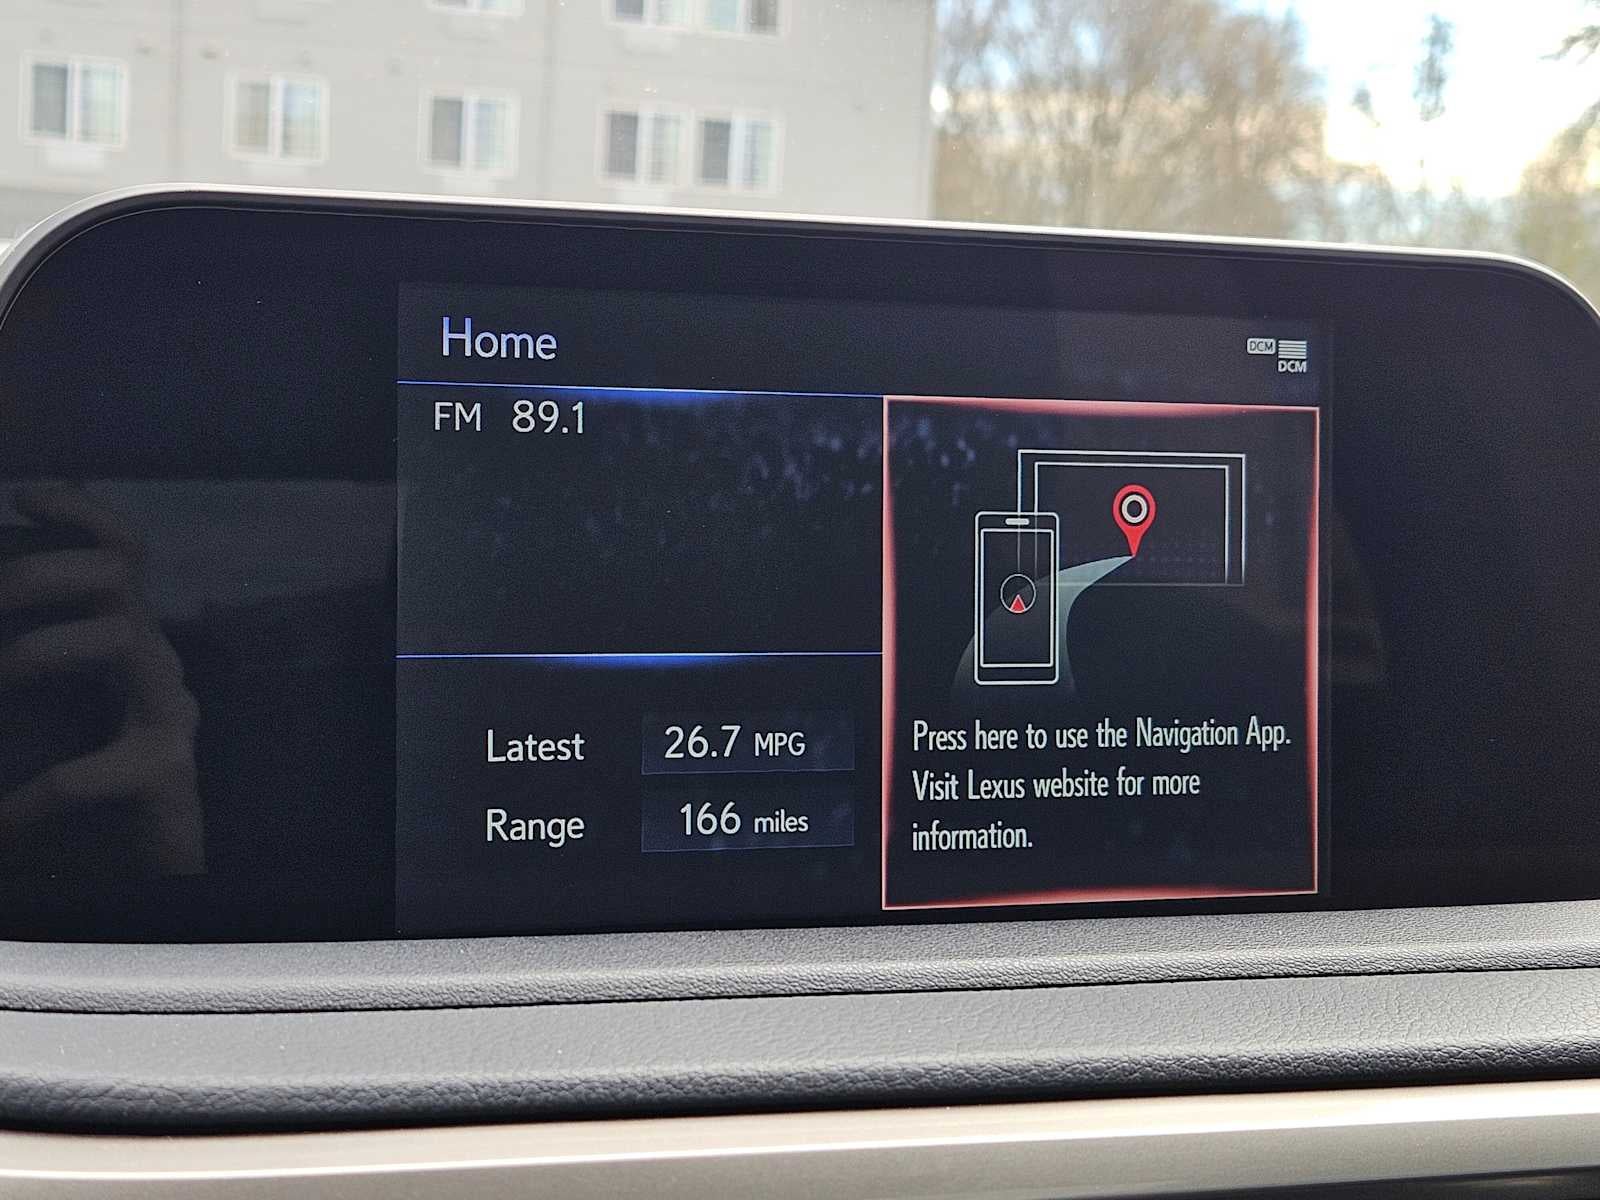 Home
DCM
DCM
FM 89.1
Latest 26.7 MPG
Range 166 miles
Press here to use the Navigation App.
Visit Lexus website for more
information.